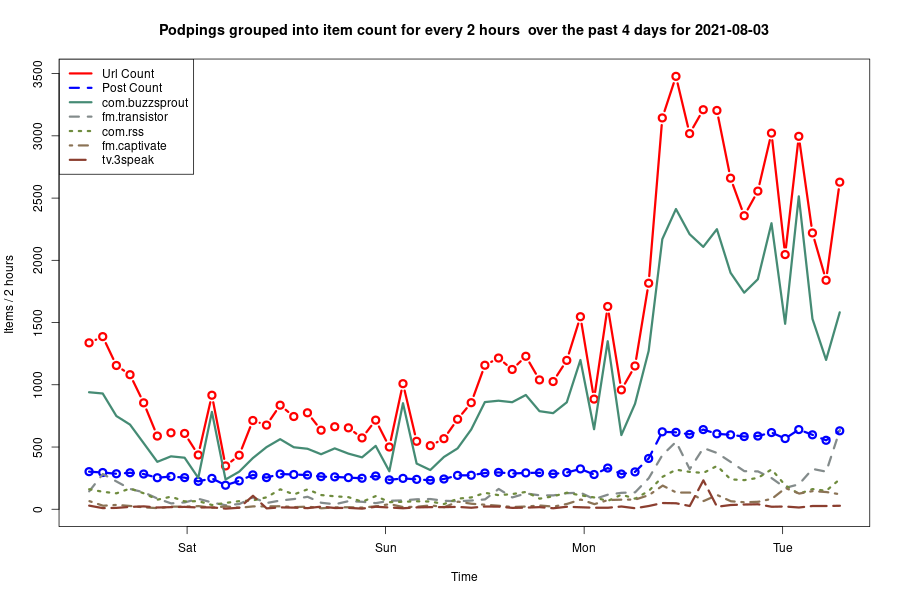 Podpings grouped into item count for every 2 hours  over the past 4 days for 2021-08-03
Url Count
Post Count
com.buzzsprout
fm.transistor
com.rss
fm.captivate
tv.3speak
Items / 2 hours
3500
3000
2500
2000
1500
1000
500
0
Sat Sun Mon Tue
Time